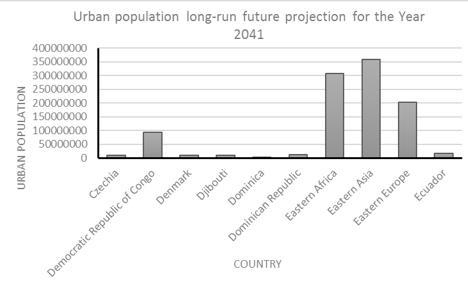 Urban population long-run future projection for the Year
2041
400000000
350000000
300000000
250000000
200000000
150000000
100000000
50000000
0
URBAN POPULATION
Czechia
Democratic Republic of Congo
Denmark
Djibouti
Dominica
Dominican Republic
Eastern Africa
Eastern Asia
Eastern Europe
Ecuador
COUNTRY